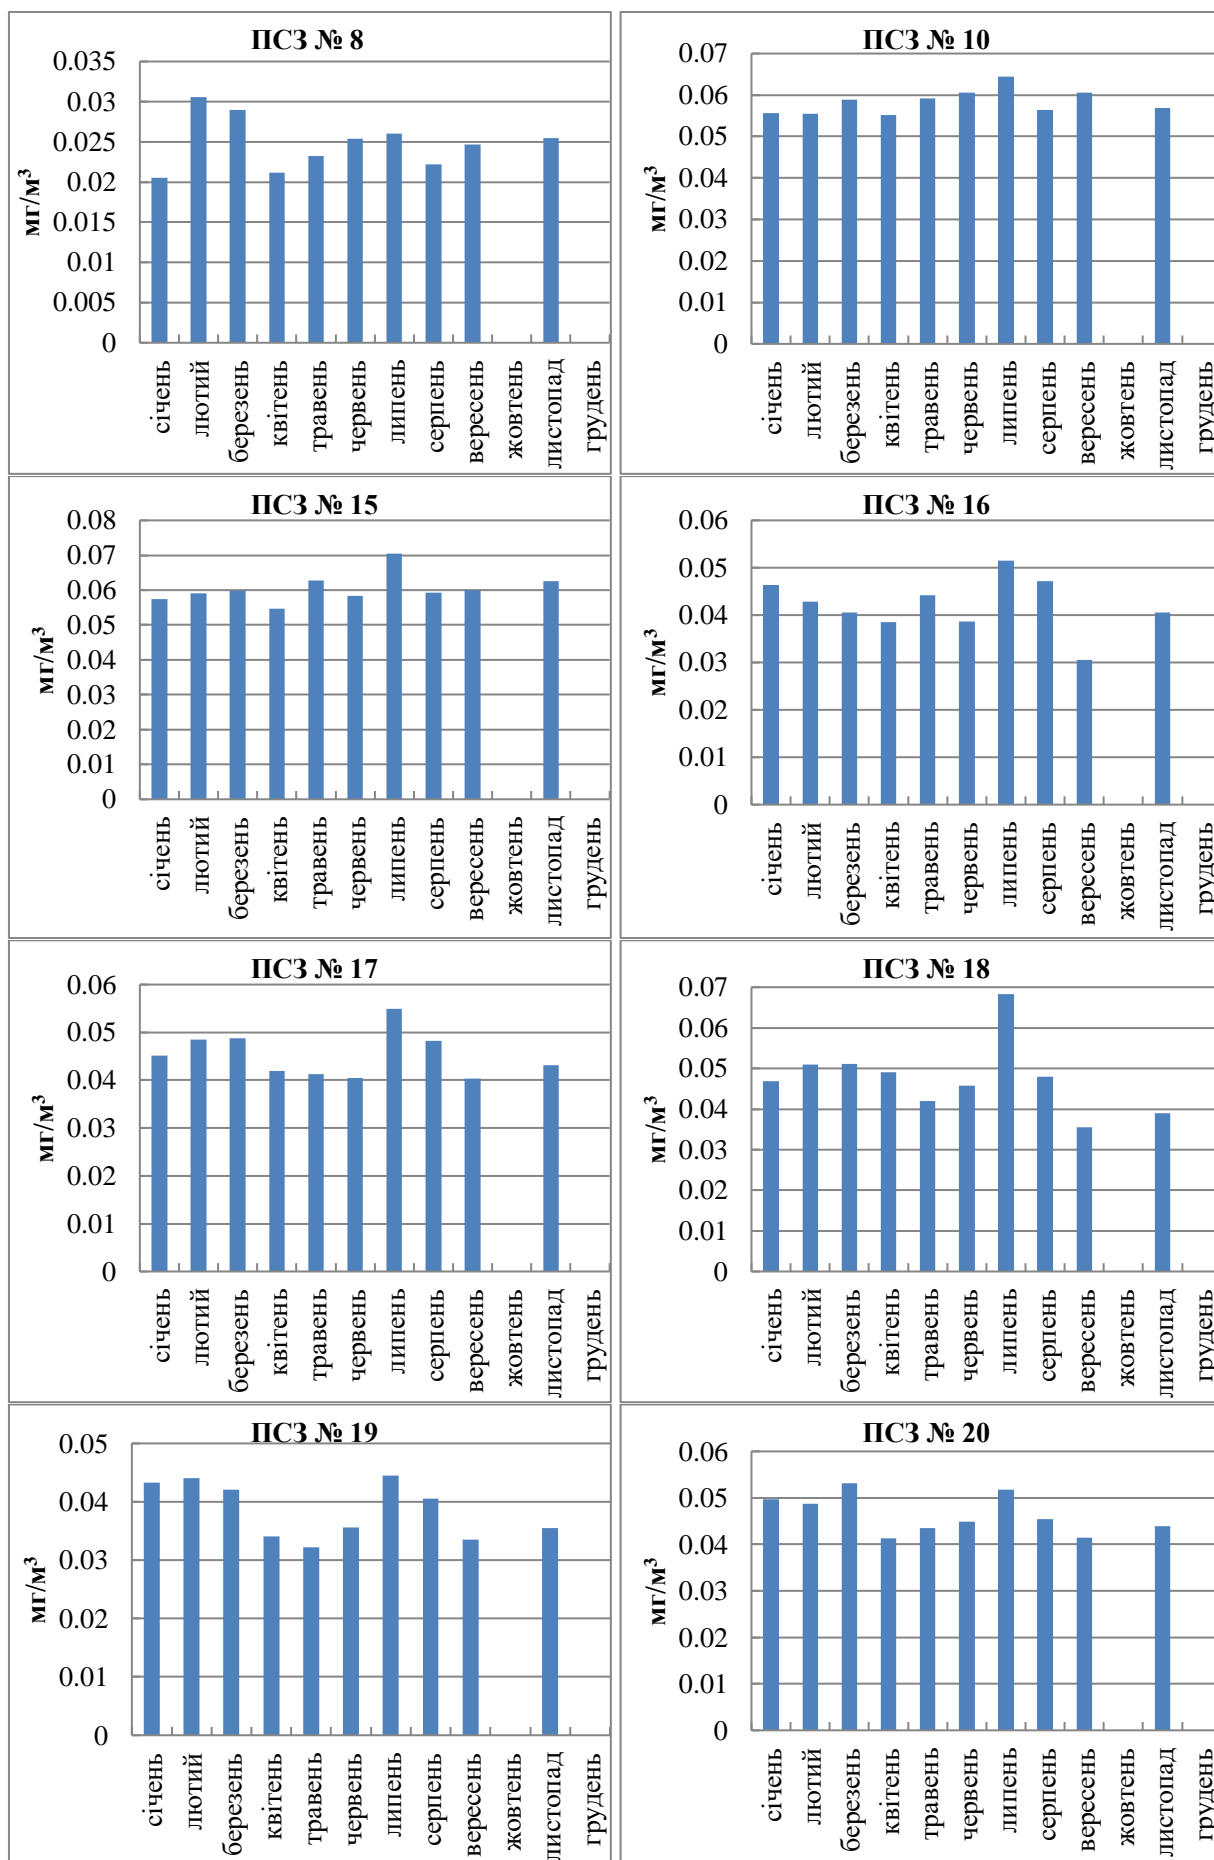 ПСЗ № 8
мг/м³
0.035
0.03
0.025
0.02
0.015
0.01
0.005
0
січень
лютий
березень
квітень
травень
червень
липень
серпень
вересень
жовтень
листопад
грудень
ПСЗ № 10
мг/м³
0.07
0.06
0.05
0.04
0.03
0.02
0.01
0
січень
лютий
березень
квітень
травень
червень
липень
серпень
вересень
жовтень
листопад
грудень
ПСЗ № 15
мг/м³
0.08
0.07
0.06
0.05
0.04
0.03
0.02
0.01
0
січень
лютий
березень
квітень
травень
червень
липень
серпень
вересень
жовтень
листопад
грудень
ПСЗ № 16
мг/м³
0.06
0.05
0.04
0.03
0.02
0.01
0
січень
лютий
березень
квітень
травень
червень
липень
серпень
вересень
жовтень
листопад
грудень
ПСЗ № 17
мг/м³
0.06
0.05
0.04
0.03
0.02
0.01
0
січень
лютий
березень
квітень
травень
червень
липень
серпень
вересень
жовтень
листопад
грудень
ПСЗ № 18
мг/м³
0.07
0.06
0.05
0.04
0.03
0.02
0.01
0
січень
лютий
березень
квітень
травень
червень
липень
серпень
вересень
жовтень
листопад
грудень
ПСЗ № 19
мг/м³
0.05
0.04
0.03
0.02
0.01
0
січень
лютий
березень
квітень
травень
червень
липень
серпень
вересень
жовтень
листопад
грудень
ПСЗ № 20
мг/м³
0.06
0.05
0.04
0.03
0.02
0.01
0
січень
лютий
березень
квітень
травень
червень
липень
серпень
вересень
жовтень
листопад
грудень